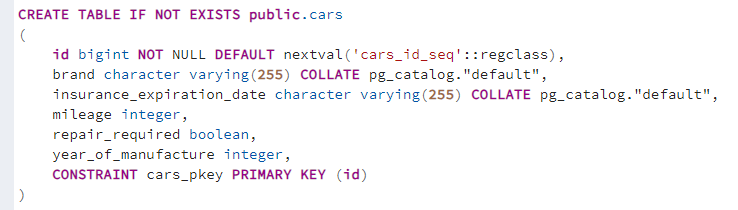 CREATE TABLE IF NOT EXISTS public.cars
(
    id bigint NOT NULL DEFAULT nextval('cars_id_seq'::regclass),
    brand character varying(255) COLLATE pg_catalog."default",
    insurance_expiration_date character varying(255) COLLATE pg_catalog."default",
    mileage integer,
    repair_required boolean,
    year_of_manufacture integer,
    CONSTRAINT cars_pkey PRIMARY KEY (id)
)